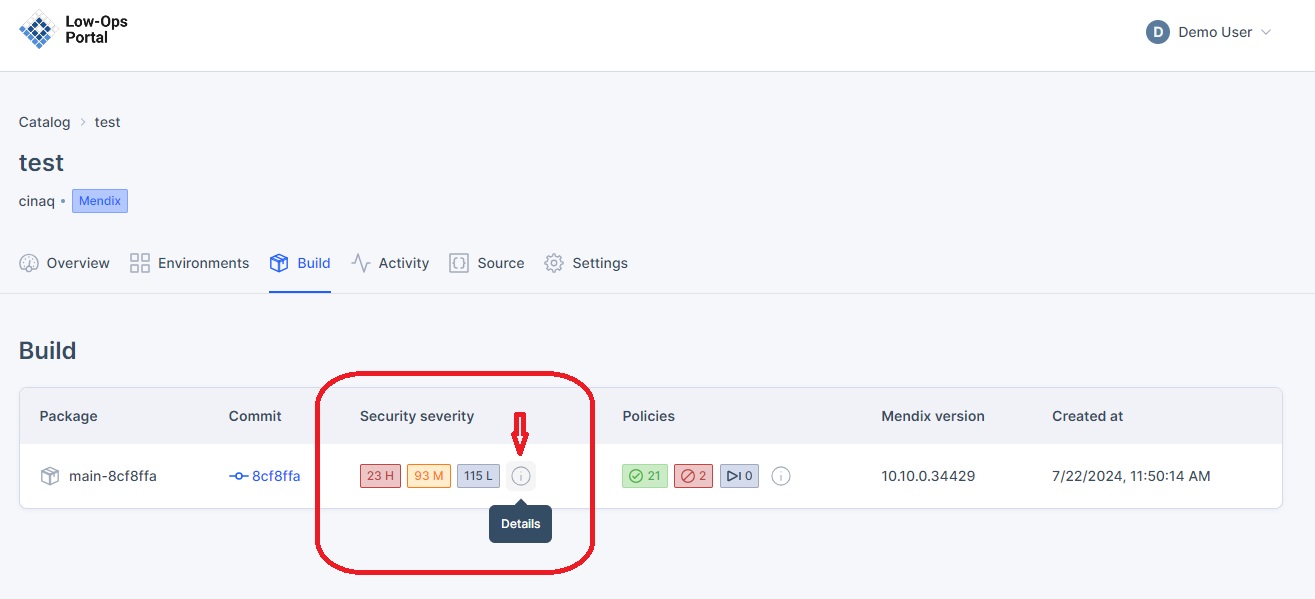 Low-Ops
Portal
D Demo User
Catalog > test
test
cinaq • Mendix
Overview Environments Build Activity Source Settings
Build
Package Commit Security severity Policies Mendix version Created at
main-8cf8ffa 8cf8ffa 23 H 93 M 115 L 21 2 0 10.10.0.34429 7/22/2024, 11:50:14 AM
Details